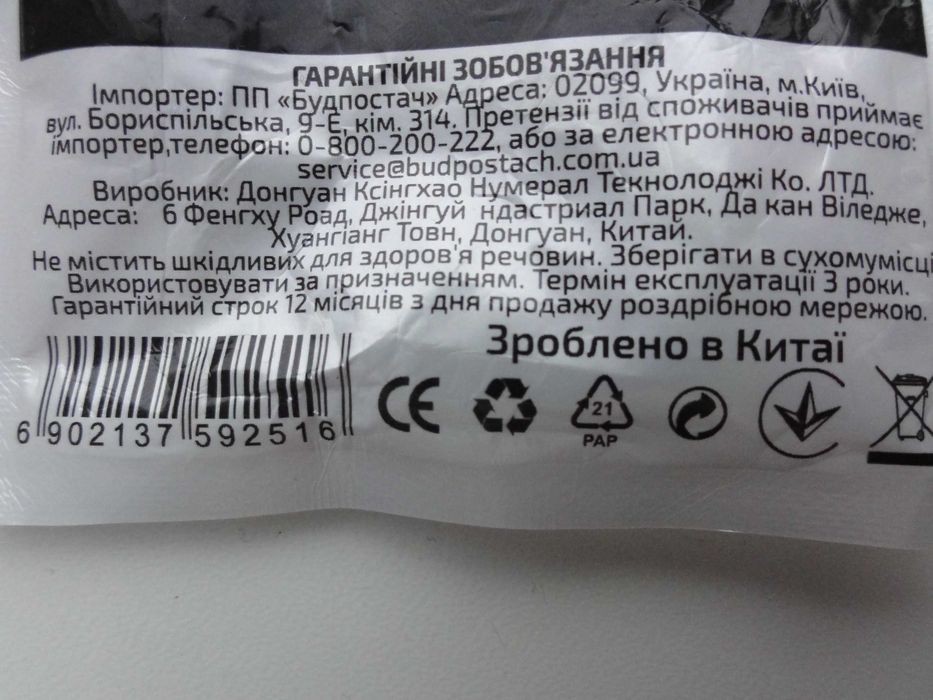 ГАРАНТІЙНІ ЗОБОВ'ЯЗАННЯ
Імпортер: ПП «Будпостач» Адреса: 02099, Україна, м.Київ,
вул. Бориспільська, 9-Е, кім. 314. Претензії від споживачів приймає
імпортер,телефон: 0-800-200-222, або за електронною адресою:
service@budpostach.com.ua
Виробник: Донгуан Ксінгхао Нумерал Текнолоджі Ко. ЛТД.
Адреса: 6 Фенгху Роад, Джінгуй ндастриал Парк, Да кан Віледже,
Хуангіанг Товн, Донгуан, Китай.
Не містить шкідливих для здоров'я речовин. Зберігати в сухомумісці
Використовувати за призначенням. Термін експлуатації 3 роки.
Гарантійний строк 12 місяців з дня продажу роздрібною мережою.
Зроблено в Китаї
6 902137 592516
CE
21
PAP